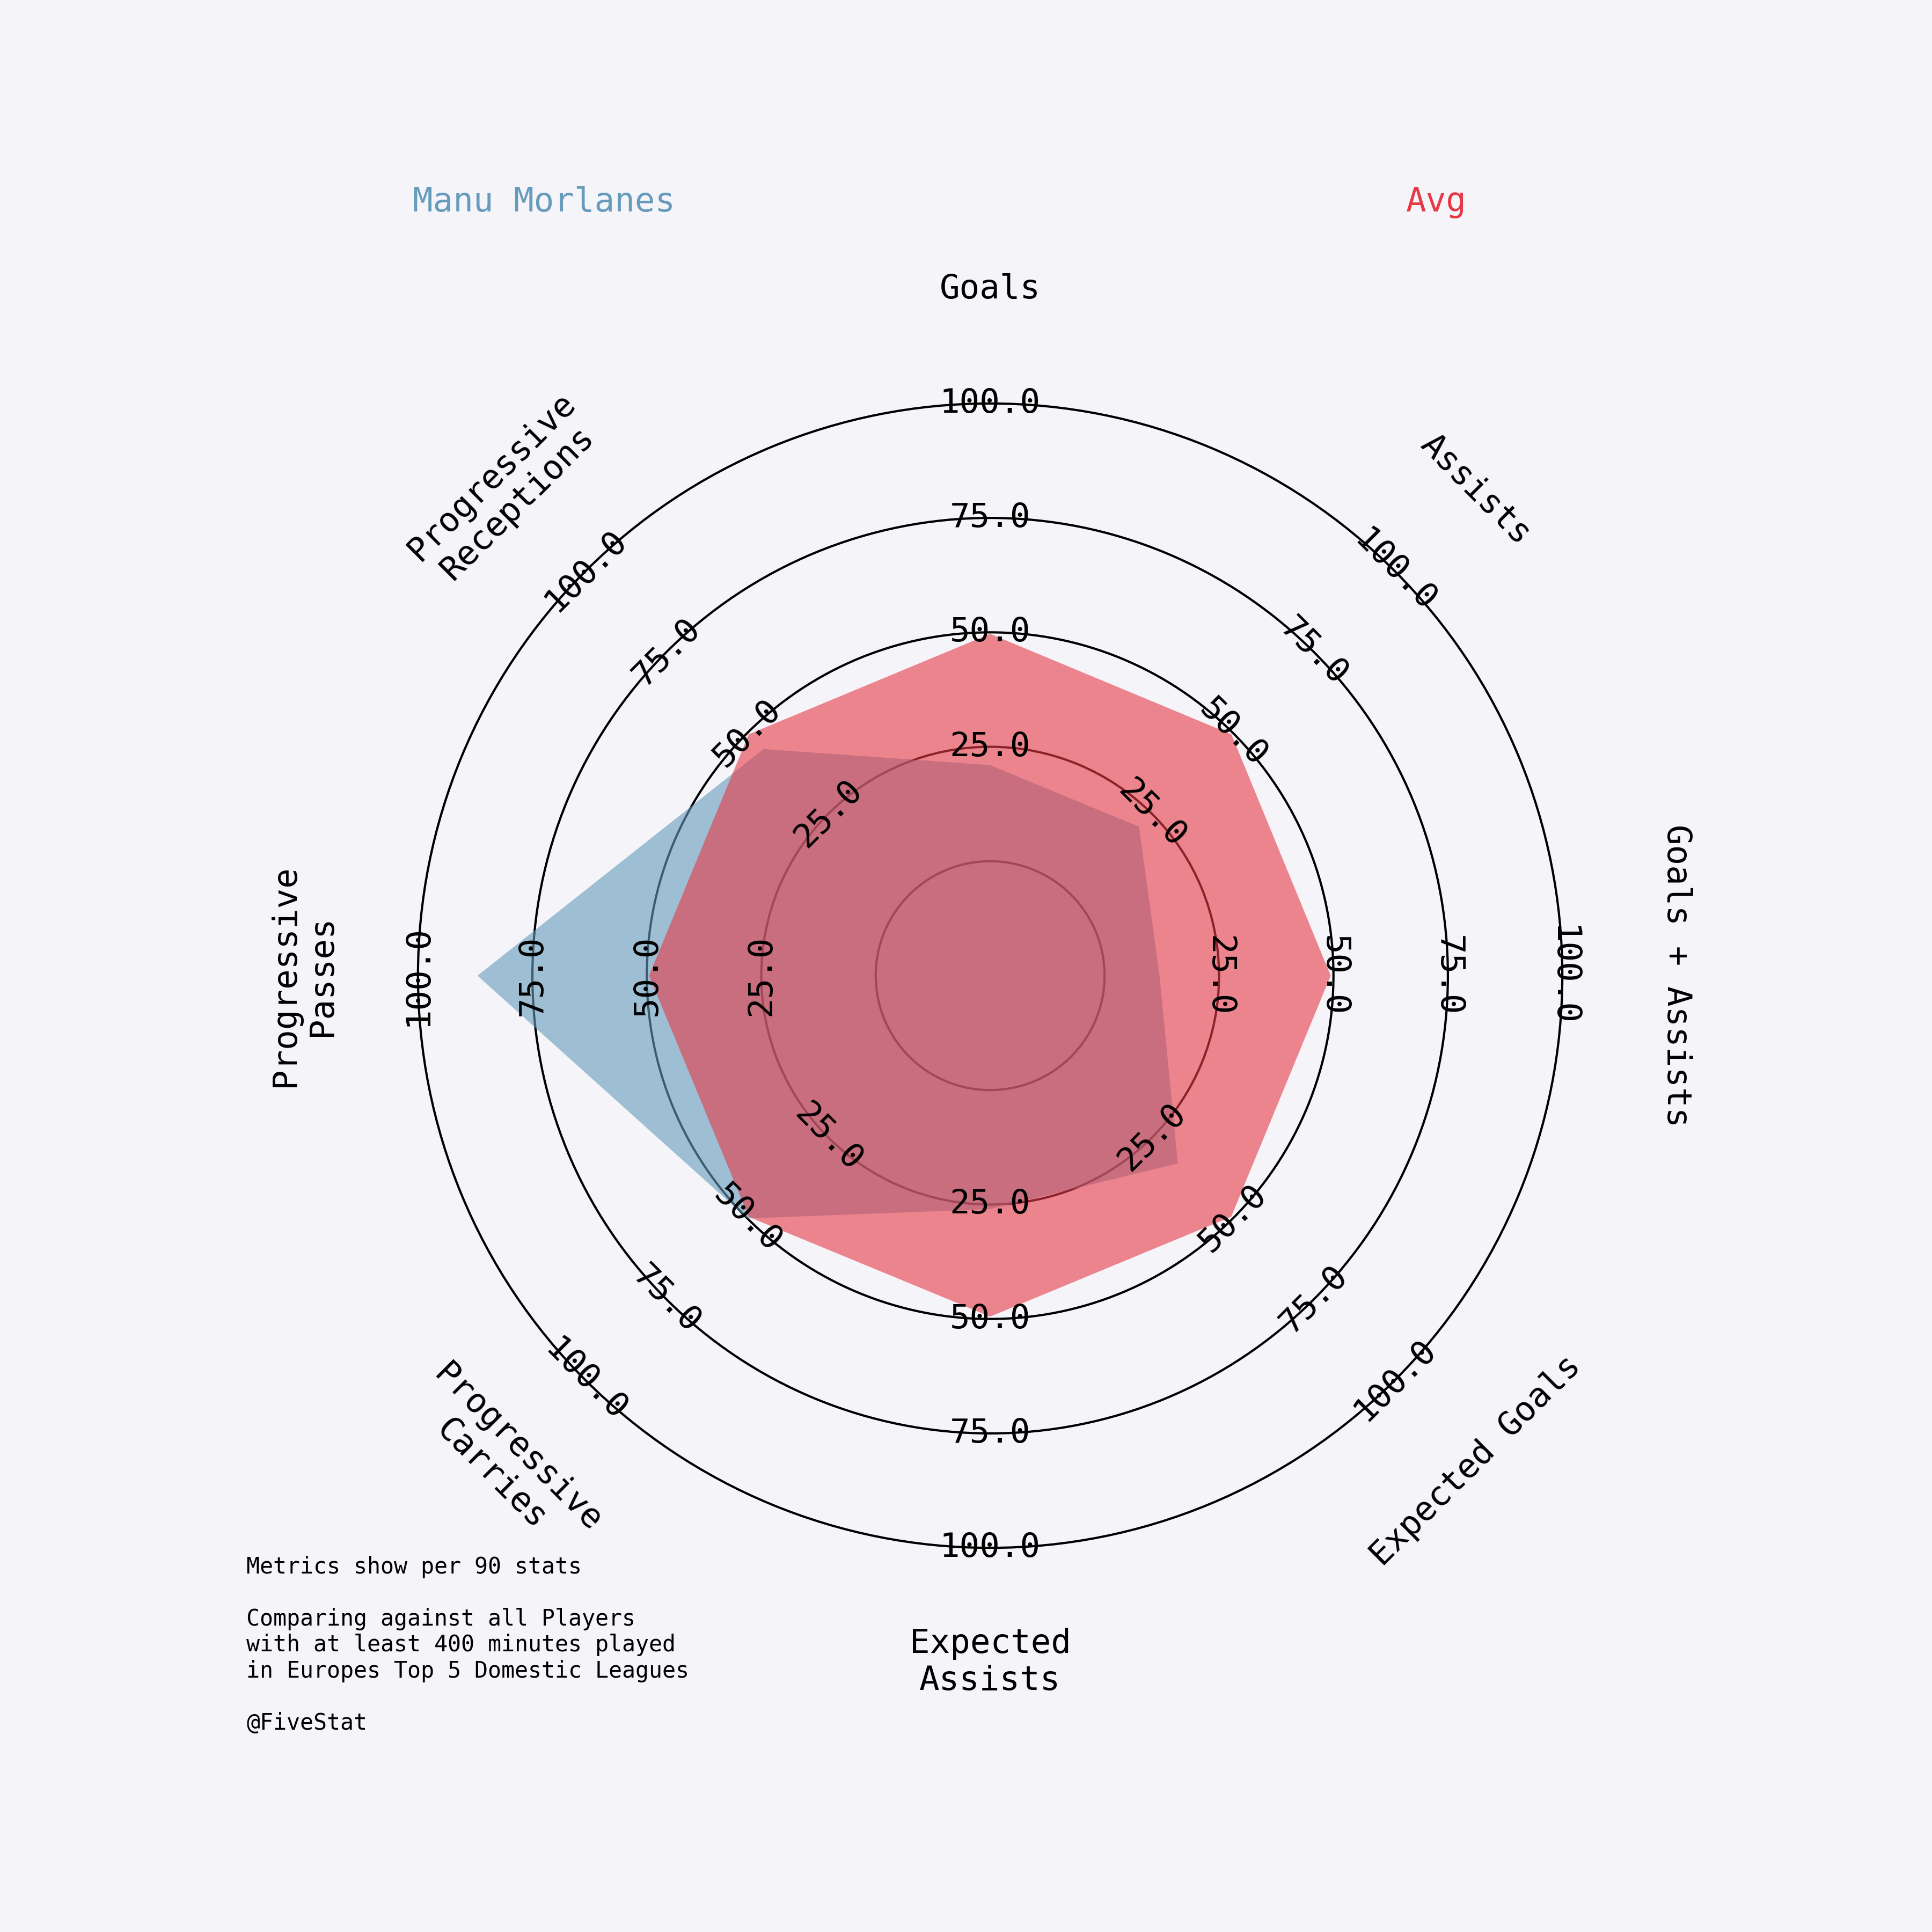 Manu Morlanes
Avg
Goals
Assists
Goals + Assists
Expected Goals
Expected
Assists
Progressive
Carries
Progressive
Passes
Progressive
Receptions
100.0
75.0
50.0
25.0
100.0
75.0
50.0
25.0
100.0
75.0
50.0
25.0
100.0
75.0
50.0
25.0
25.0
50.0
75.0
100.0
25.0
50.0
75.0
100.0
100.0
75.0
50.0
25.0
100.0
75.0
50.0
25.0
Metrics show per 90 stats
Comparing against all Players
with at least 400 minutes played
in Europes Top 5 Domestic Leagues
@FiveStat